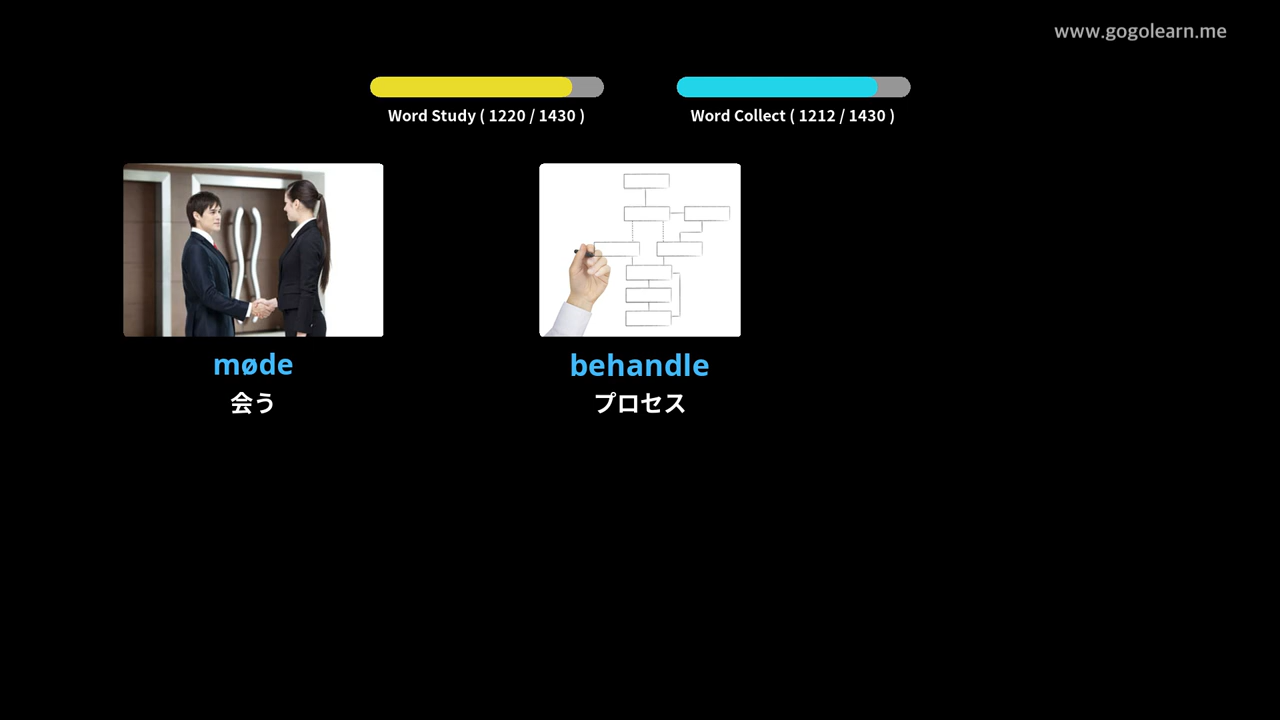 www.gogolearn.me
Word Study ( 1220 / 1430 )
Word Collect ( 1212 / 1430 )
møde
会う
behandle
プロセス